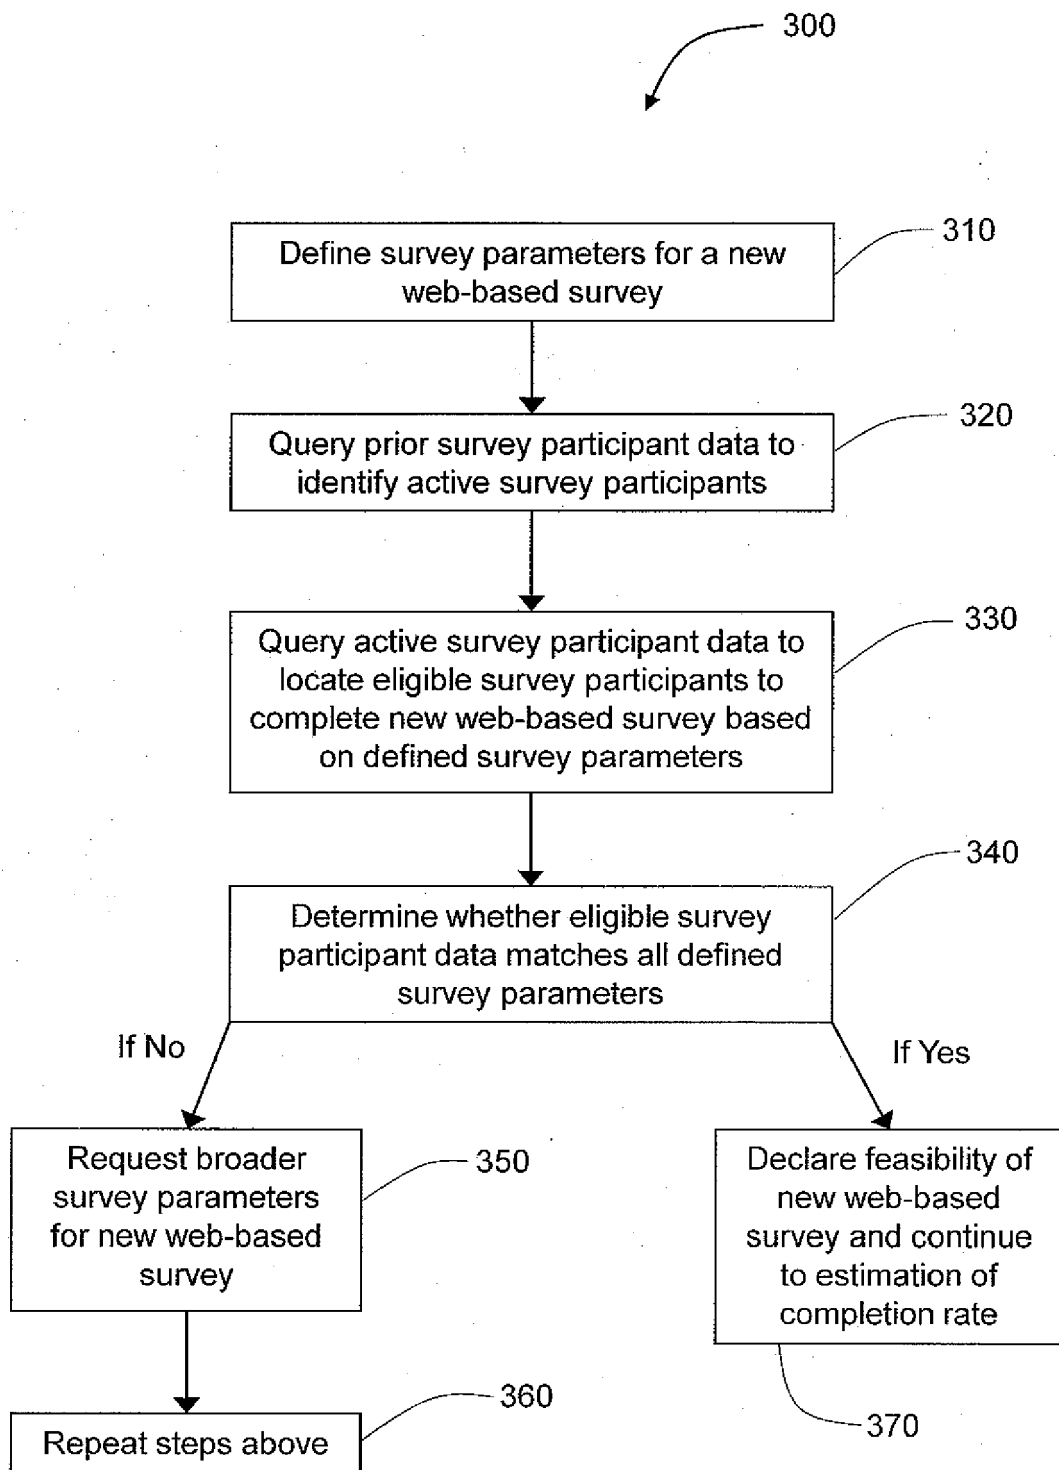 300
310
Define survey parameters for a new
web-based survey
320
Query prior survey participant data to
identify active survey participants
330
Query active survey participant data to
locate eligible survey participants to
complete new web-based survey based
on defined survey parameters
340
Determine whether eligible survey
participant data matches all defined
survey parameters
If No
If Yes
350
Request broader
survey parameters
for new web-based
survey
Declare feasibility of
new web-based
survey and continue
to estimation of
completion rate
360
Repeat steps above
370